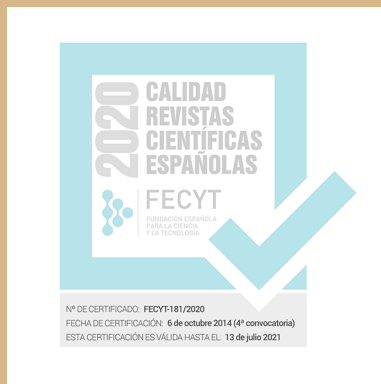 2020
CALIDAD
REVISTAS
CIENTÍFICAS
ESPAÑOLAS
FECYT
FUNDACIÓN ESPAÑOLA
PARA LA CIENCIA
Y LA TECNOLOGÍA
Nº DE CERTIFICADO: FECYT-181/2020
FECHA DE CERTIFICACIÓN: 6 de octubre 2014 (4ª convocatoria)
ESTA CERTIFICACIÓN ES VÁLIDA HASTA EL: 13 de julio 2021